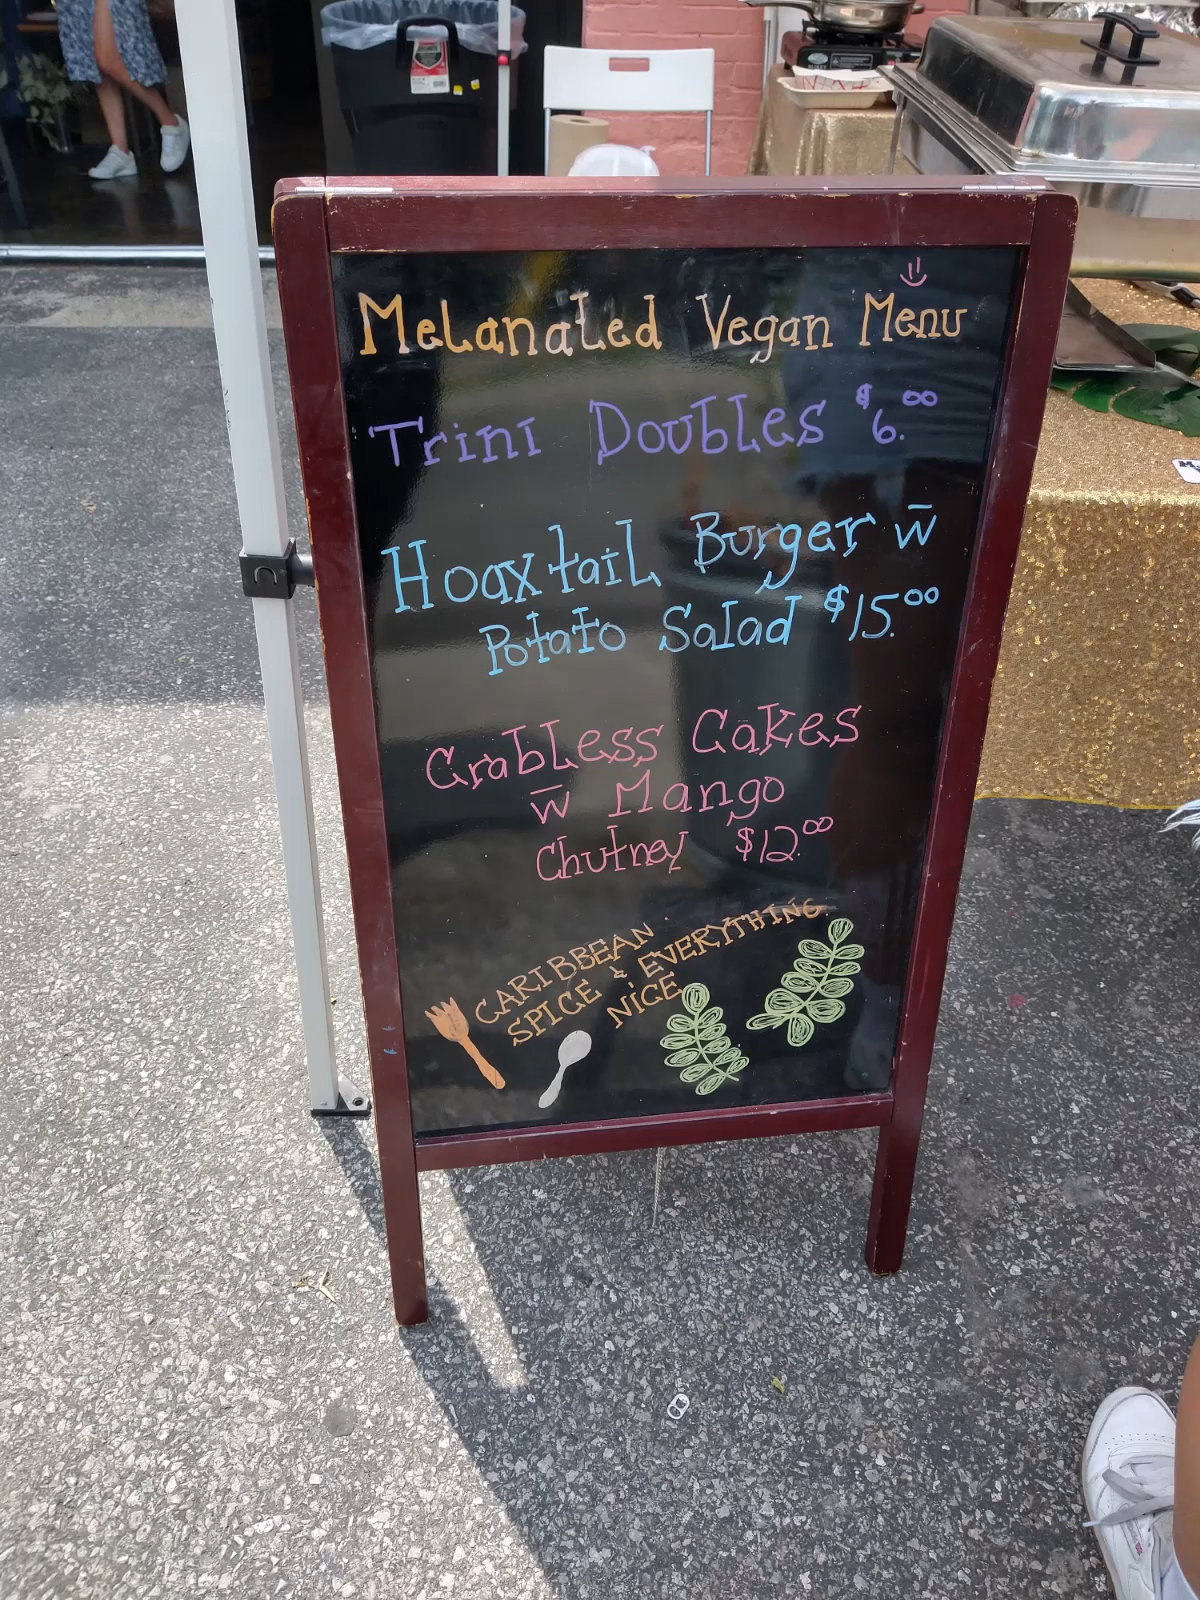 Melanated Vegan Menu
Trini Doubles $6.00
Hoaxtail Burger w̄
Potato Salad $15.00
Crabless Cakes
w̄ Mango
Chutney $12.00
CARIBBEAN
SPICE & EVERYTHING
NICE